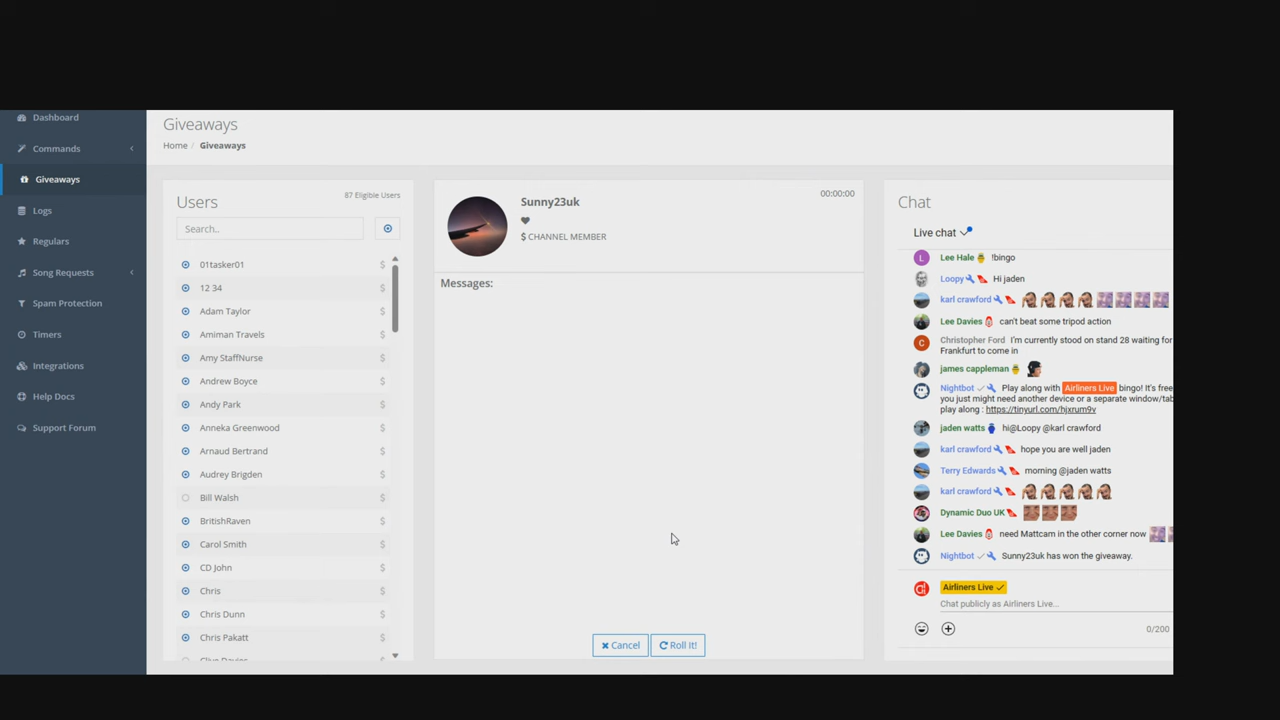 Dashboard
Commands
Giveaways
Logs
Regulars
Song Requests
Spam Protection
Timers
Integrations
Help Docs
Support Forum
Giveaways
Home / Giveaways
Users
87 Eligible Users
Search..
01tasker01 $
12 34 $
Adam Taylor $
Amiman Travels $
Amy StaffNurse $
Andrew Boyce $
Andy Park $
Anneka Greenwood $
Arnaud Bertrand $
Audrey Brigden $
Bill Walsh $
BritishRaven $
Carol Smith $
CD John $
Chris $
Chris Dunn $
Chris Pakatt $
Clive Davies
Sunny23uk
00:00:00
$ CHANNEL MEMBER
Messages:
Cancel
Roll It!
Chat
Live chat
L Lee Hale !bingo
Loopy Hi jaden
karl crawford
Lee Davies can't beat some tripod action
C Christopher Ford I'm currently stood on stand 28 waiting for
Frankfurt to come in
james cappleman
Nightbot Play along with Airliners Live bingo! It's free
you just might need another device or a separate window/tab
play along : https://tinyurl.com/hjxrum9v
jaden watts hi@Loopy @karl crawford
karl crawford hope you are well jaden
Terry Edwards morning @jaden watts
karl crawford
Dynamic Duo UK
Lee Davies need Mattcam in the other corner now
Nightbot Sunny23uk has won the giveaway.
Airliners Live
Chat publicly as Airliners Live...
0/200